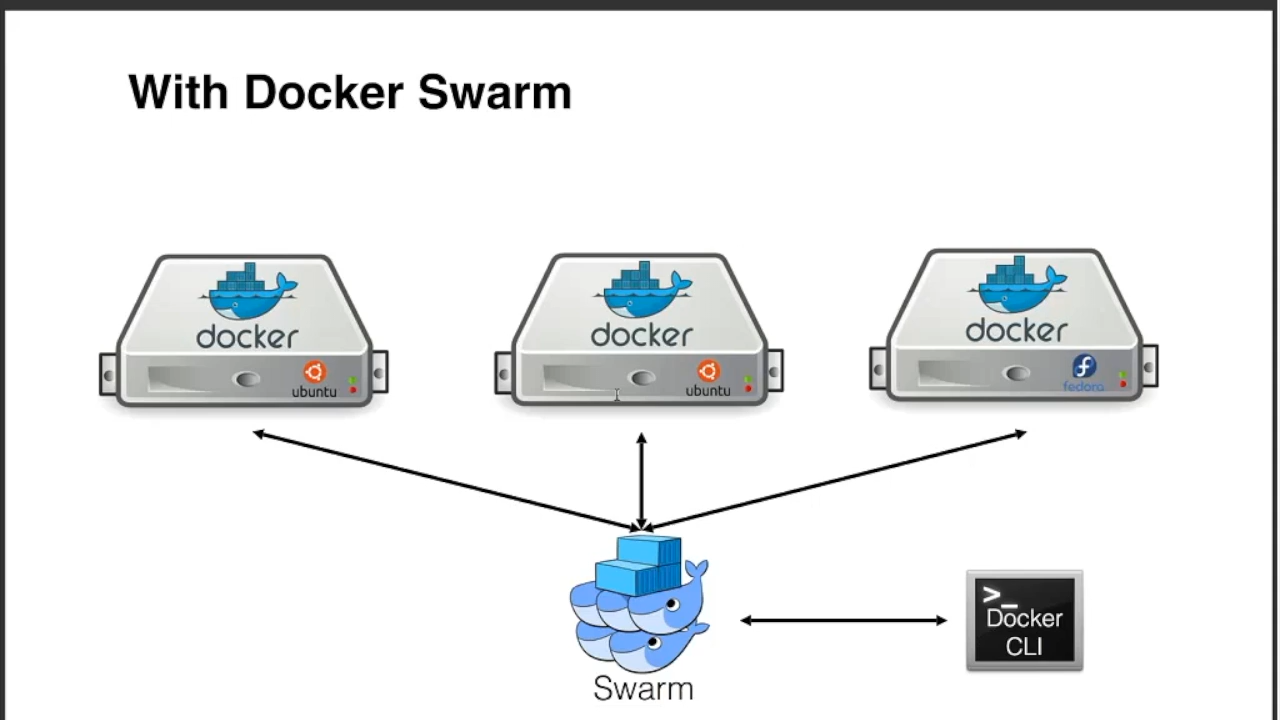 With Docker Swarm
docker
ubuntu
docker
ubuntu
docker
fedora
>_
Docker
CLI
Swarm